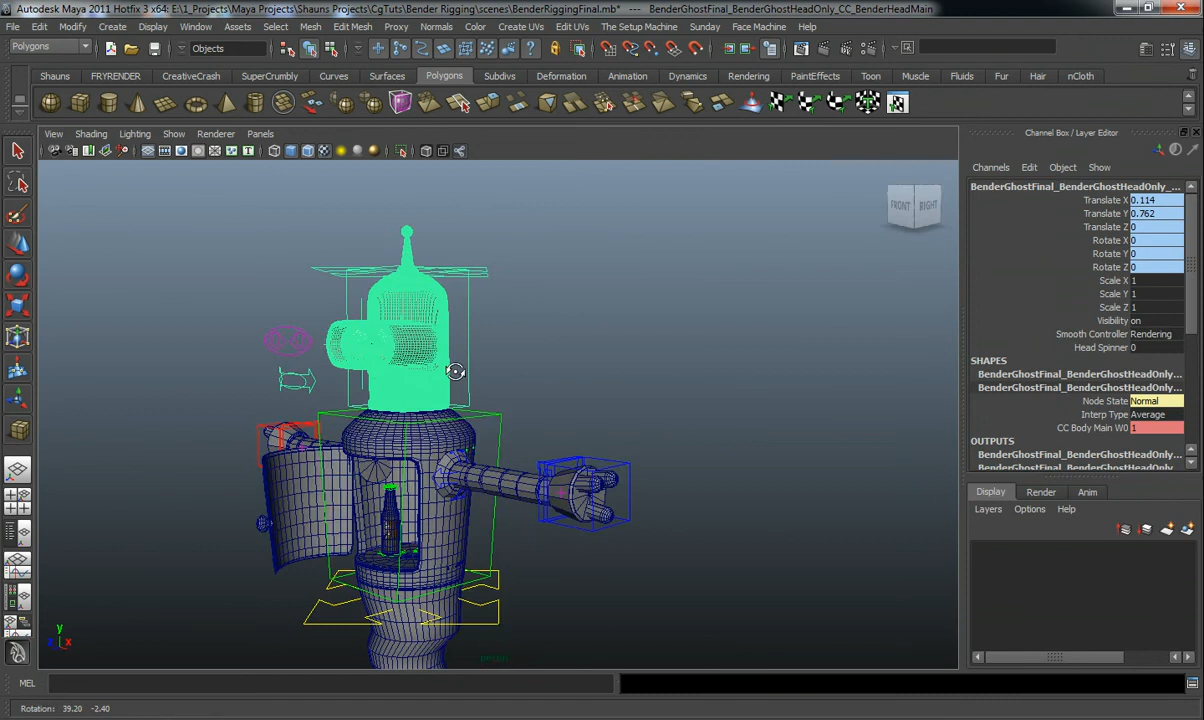 Autodesk Maya 2011 Hotfix 3 x64: E:\1_Projects\Maya Projects\Shauns Projects\CgTuts\Bender Rigging\scenes\BenderRiggingFinal.mb* --- BenderGhostFinal_BenderGhostHeadOnly_CC_BenderHeadMain
File Edit Modify Create Display Window Assets Select Mesh Edit Mesh Proxy Normals Color Create UVs Edit UVs The Setup Machine Sunday Face Machine Help
Polygons Objects
Shauns FRYRENDER CreativeCrash SuperCrumbly Curves Surfaces Polygons Subdivs Deformation Animation Dynamics Rendering PaintEffects Toon Muscle Fluids Fur Hair nCloth
View Shading Lighting Show Renderer Panels
FRONT RIGHT
Channel Box / Layer Editor
Channels Edit Object Show
BenderGhostFinal_BenderGhostHeadOnly_...
Translate X 0.114
Translate Y 0.762
Translate Z 0
Rotate X 0
Rotate Y 0
Rotate Z 0
Scale X 1
Scale Y 1
Scale Z 1
Visibility on
Smooth Controller Rendering
Head Spinner 0
SHAPES
BenderGhostFinal_BenderGhostHeadOnly...
BenderGhostFinal_BenderGhostHeadOnly...
Node State Normal
Interp Type Average
CC Body Main W0 1
OUTPUTS
BenderGhostFinal_BenderGhostHeadOnly...
Display Render Anim
Layers Options Help
y
z x
persp
MEL
Rotation: 39.20 -2.40